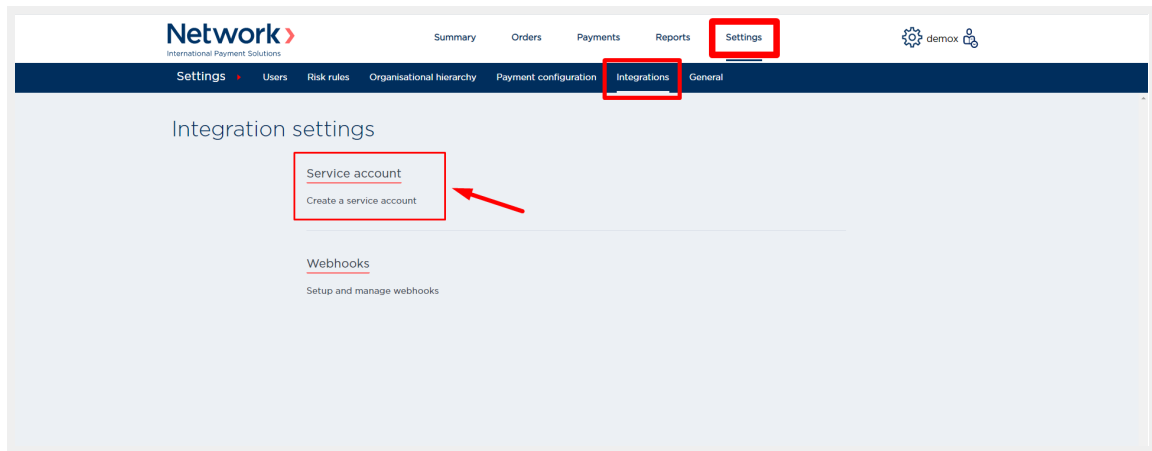 Network
International Payment Solutions
Summary Orders Payments Reports Settings
demox
Settings Users Risk rules Organisational hierarchy Payment configuration Integrations General
Integration settings
Service account
Create a service account
Webhooks
Setup and manage webhooks